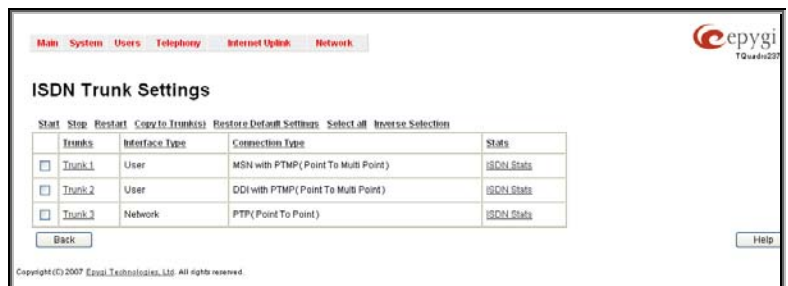 Main System Users Telephony Internet Uplink Network
epygi
TQuadro237
ISDN Trunk Settings
Start Stop Restart Copy to Trunk(s) Restore Default Settings Select all Inverse Selection
Trunks Interface Type Connection Type Stats
Trunk 1 User MSN with PTMP( Point To Multi Point) ISDN Stats
Trunk 2 User DDI with PTMP( Point To Multi Point) ISDN Stats
Trunk 3 Network PTP( Point To Point) ISDN Stats
Back Help
Copyright (C) 2007 Epygi Technologies, Ltd. All rights reserved.